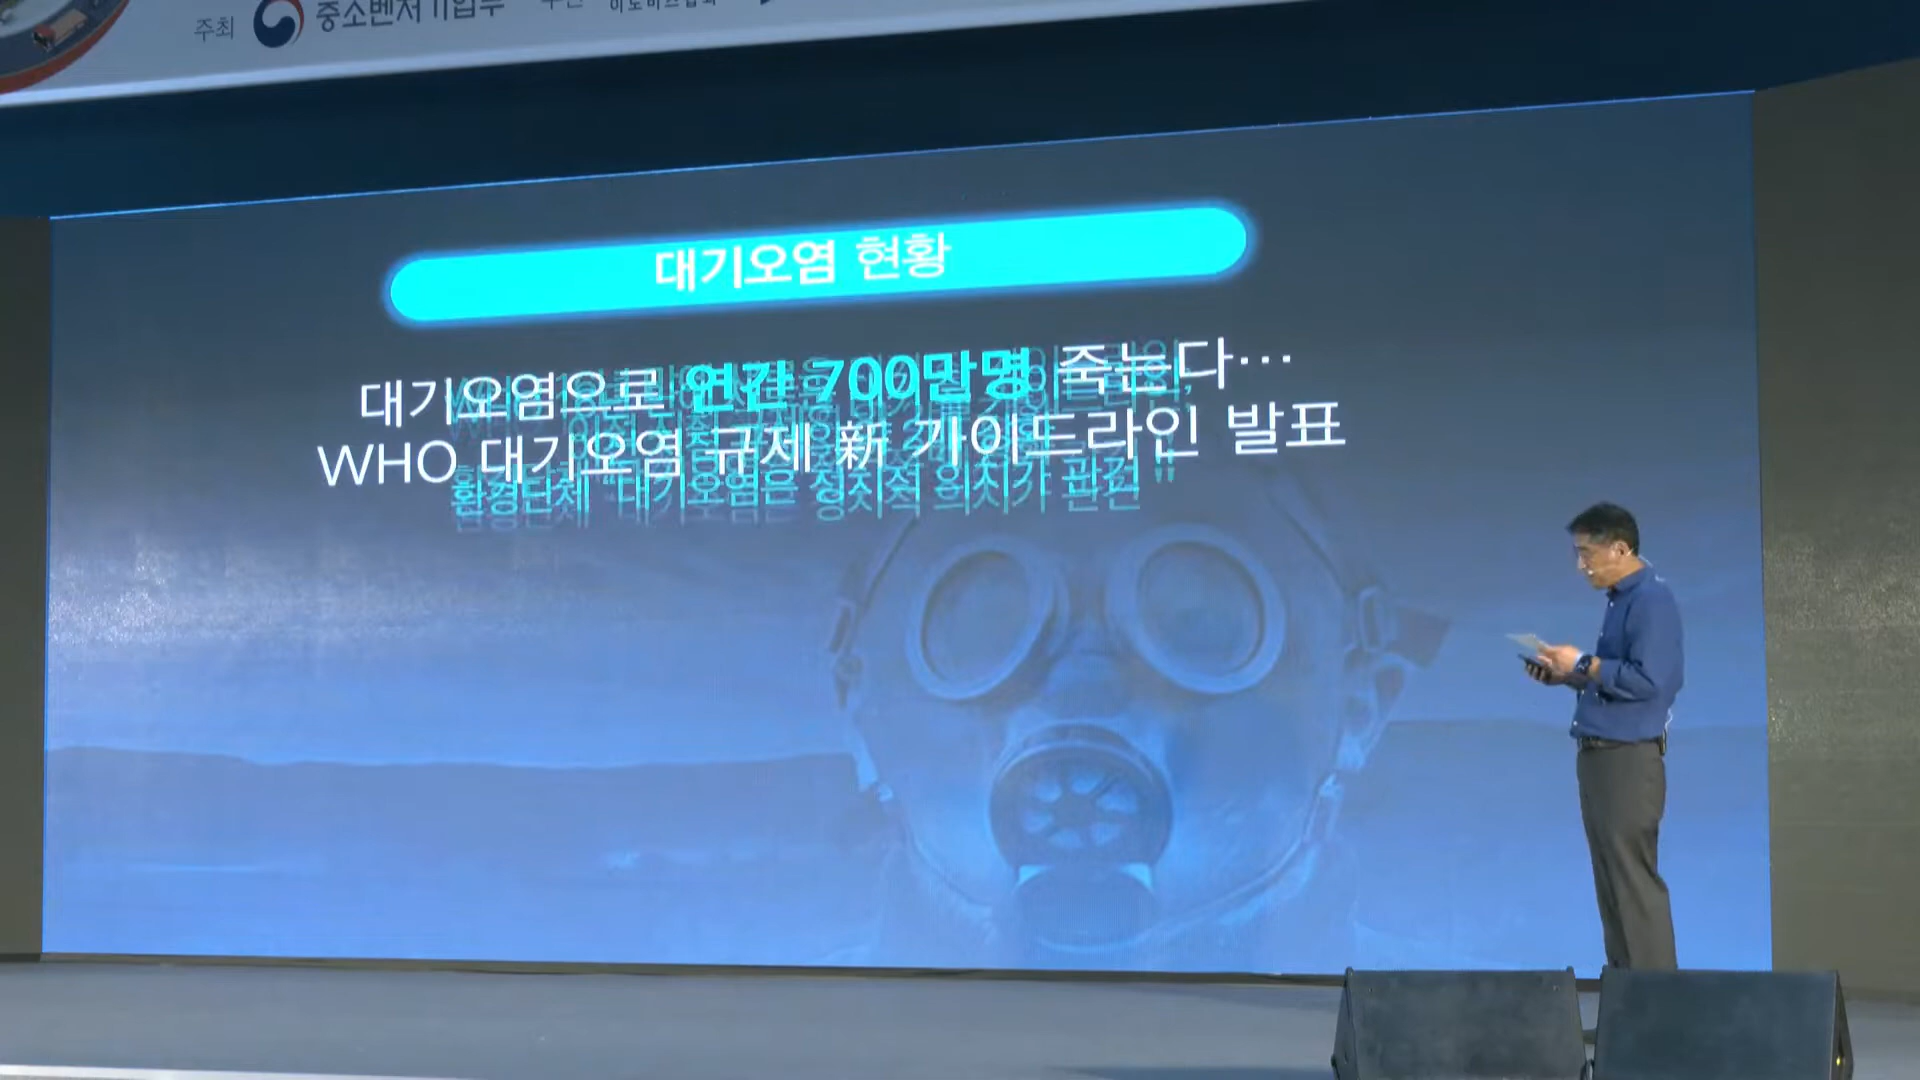 주최 중소벤처기업부
대기오염 현황
대기오염으로 연간 700만명 죽는다…
WHO 대기오염 규제 新 가이드라인 발표
환경단체 "대기오염은 정치적 의지가 관건"